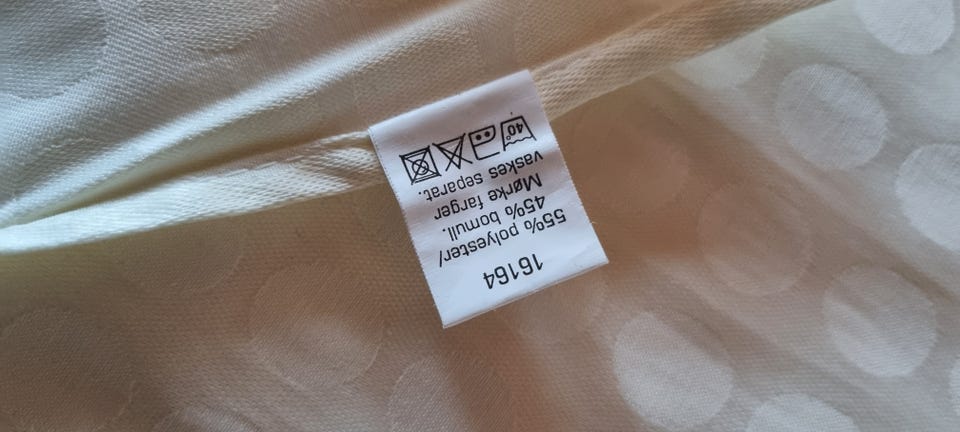 16164
55% polyester/
45% bomull.
Mørke farger
vaskes separat.
40°